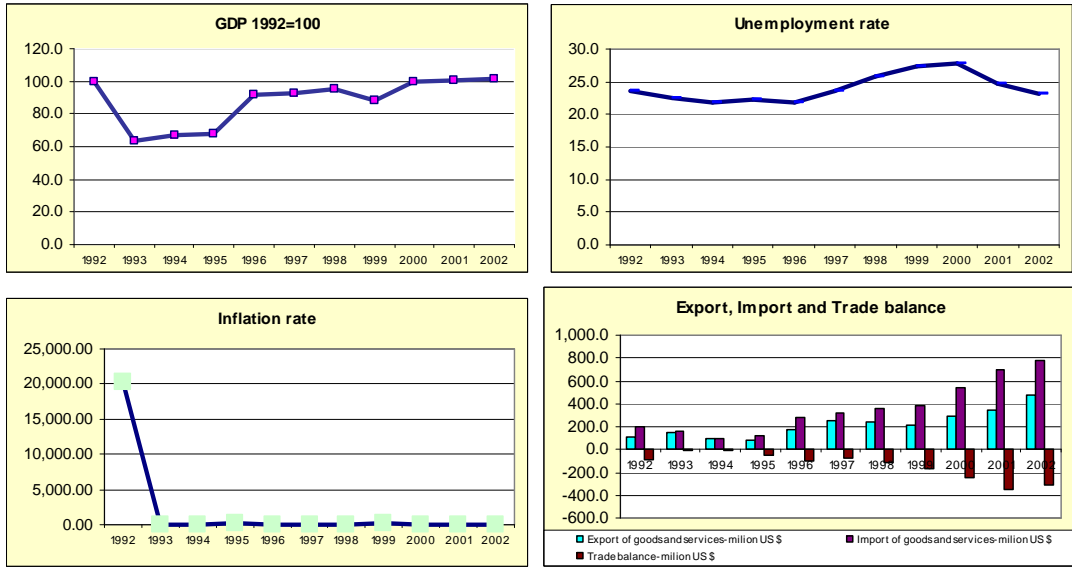 GDP 1992=100
120.0
100.0
80.0
60.0
40.0
20.0
0.0
1992 1993 1994 1995 1996 1997 1998 1999 2000 2001 2002
Unemployment rate
30.0
25.0
20.0
15.0
10.0
5.0
0.0
1992 1993 1994 1995 1996 1997 1998 1999 2000 2001 2002
Inflation rate
25,000.00
20,000.00
15,000.00
10,000.00
5,000.00
0.00
1992 1993 1994 1995 1996 1997 1998 1999 2000 2001 2002
Export, Import and Trade balance
1,000.0
800.0
600.0
400.0
200.0
0.0
-200.0
-400.0
-600.0
1992 1993 1994 1995 1996 1997 1998 1999 2000 2001 2002
Export of goods and services-milion US $ Import of goods and services-milion US $
Trade balance-milion US $